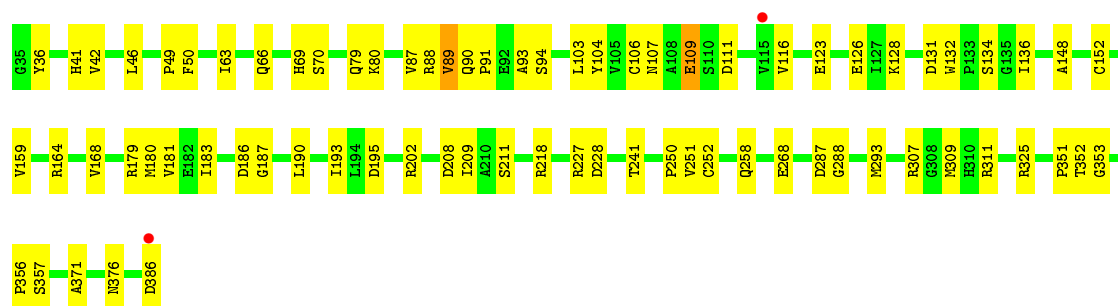 G35 Y36 H41 V42 L46 P49 F50 I63 Q66 H69 S70 Q79 K80 V87 R88 V89 Q90 P91 E92 A93 S94 L103 Y104 V105 C106 N107 A108 E109 S110 D111 V115 V116 E123 E126 I127 K128 D131 W132 P133 S134 G135 I136 A148 C152
V159 R164 V168 R179 M180 V181 E182 I183 D186 G187 L190 I193 L194 D195 R202 D208 I209 A210 S211 R218 R227 D228 T241 P250 V251 C252 Q258 E268 D287 G288 M293 R307 G308 M309 H310 R311 R325 P351 T352 G353
P356 S357 A371 N376 D386